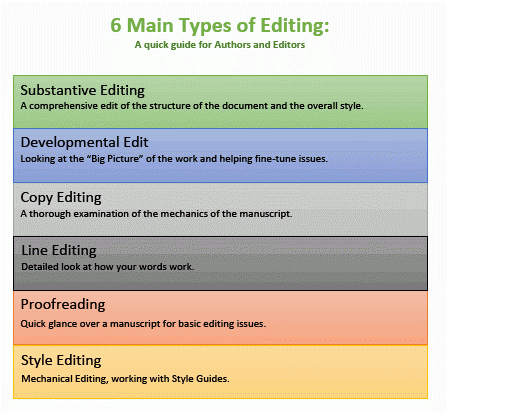 6 Main Types of Editing:
A quick guide for Authors and Editors
Substantive Editing
A comprehensive edit of the structure of the document and the overall style.
Developmental Edit
Looking at the “Big Picture” of the work and helping fine-tune issues.
Copy Editing
A thorough examination of the mechanics of the manuscript.
Line Editing
Detailed look at how your words work.
Proofreading
Quick glance over a manuscript for basic editing issues.
Style Editing
Mechanical Editing, working with Style Guides.